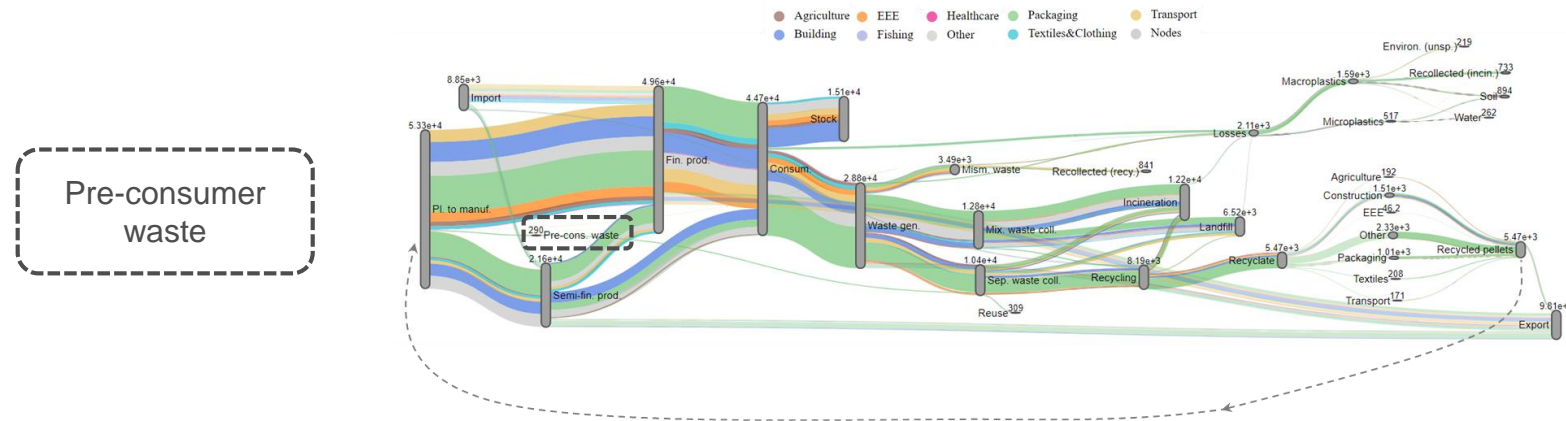 Pre-consumer
waste
Agriculture
EEE
Healthcare
Packaging
Transport
Building
Fishing
Other
Textiles&Clothing
Nodes
8.85e+3
Import
5.33e+4
Pl. to manuf.
4.96e+4
Fin. prod.
290
Pre-cons. waste
2.16e+4
Semi-fin. prod.
4.47e+4
Consum.
1.51e+4
Stock
2.88e+4
Waste gen.
3.49e+3
Mism. waste
841
Recollected (recy.)
1.28e+4
Mix. waste coll.
1.04e+4
Sep. waste coll.
309
Reuse
1.22e+4
Incineration
6.52e+3
Landfill
8.19e+3
Recycling
2.11e+3
Losses
1.59e+3
Macroplastics
517
Microplastics
219
Environ. (unsp.)
733
Recollected (incin.)
894
Soil
262
Water
5.47e+3
Recyclate
192
Agriculture
1.51e+3
Construction
46.2
EEE
2.33e+3
Other
1.01e+3
Packaging
208
Textiles
171
Transport
5.47e+3
Recycled pellets
9.81e+
Export